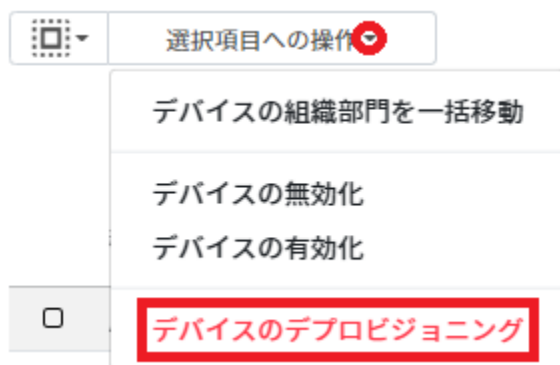 選択項目への操作
デバイスの組織部門を一括移動
デバイスの無効化
デバイスの有効化
デバイスのデプロビジョニング